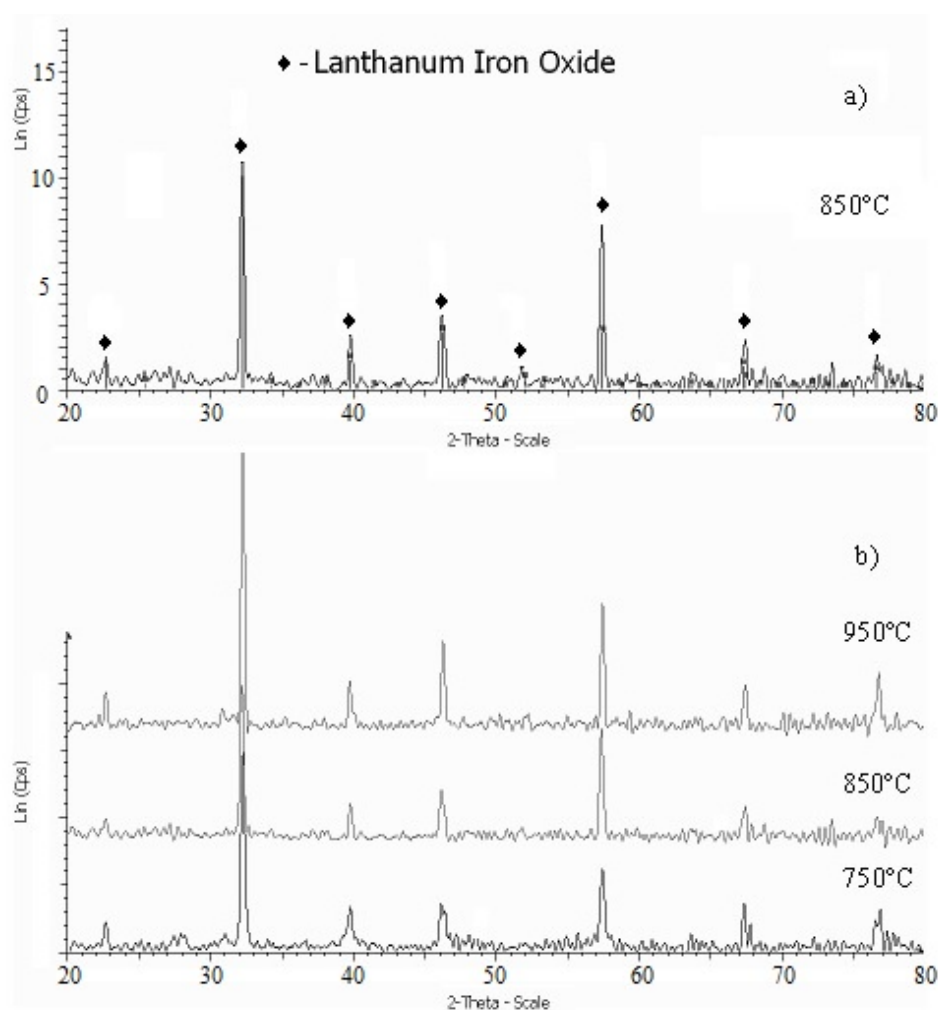 ◆ - Lanthanum Iron Oxide
a)
850°C
Lin (Cps)
15
10
5
0
20 30 40 50 60 70 80
2-Theta - Scale
b)
950°C
850°C
750°C
Lin (Cps)
20 30 40 50 60 70 80
2-Theta - Scale